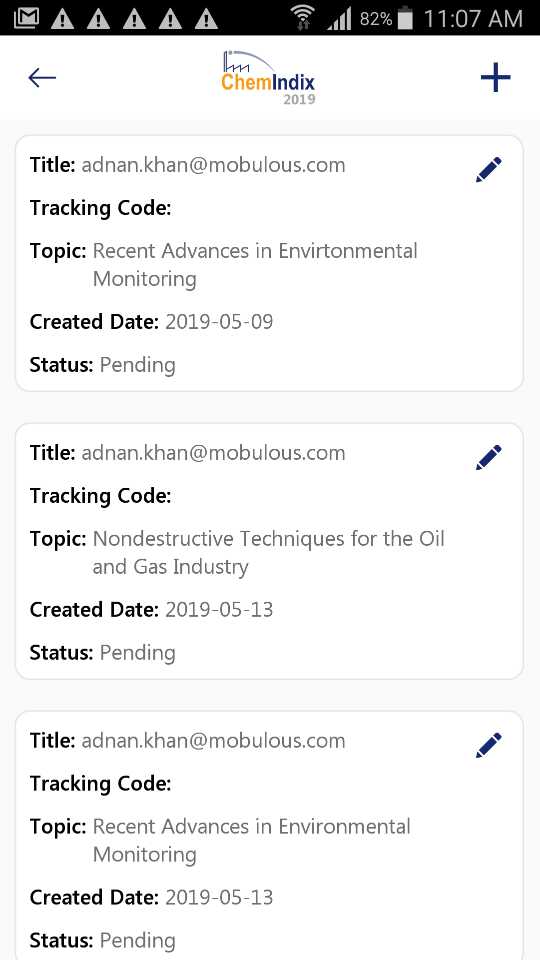 82% 11:07 AM
ChemIndix
2019
Title: adnan.khan@mobulous.com
Tracking Code:
Topic: Recent Advances in Envirtonmental
Monitoring
Created Date: 2019-05-09
Status: Pending
Title: adnan.khan@mobulous.com
Tracking Code:
Topic: Nondestructive Techniques for the Oil
and Gas Industry
Created Date: 2019-05-13
Status: Pending
Title: adnan.khan@mobulous.com
Tracking Code:
Topic: Recent Advances in Environmental
Monitoring
Created Date: 2019-05-13
Status: Pending